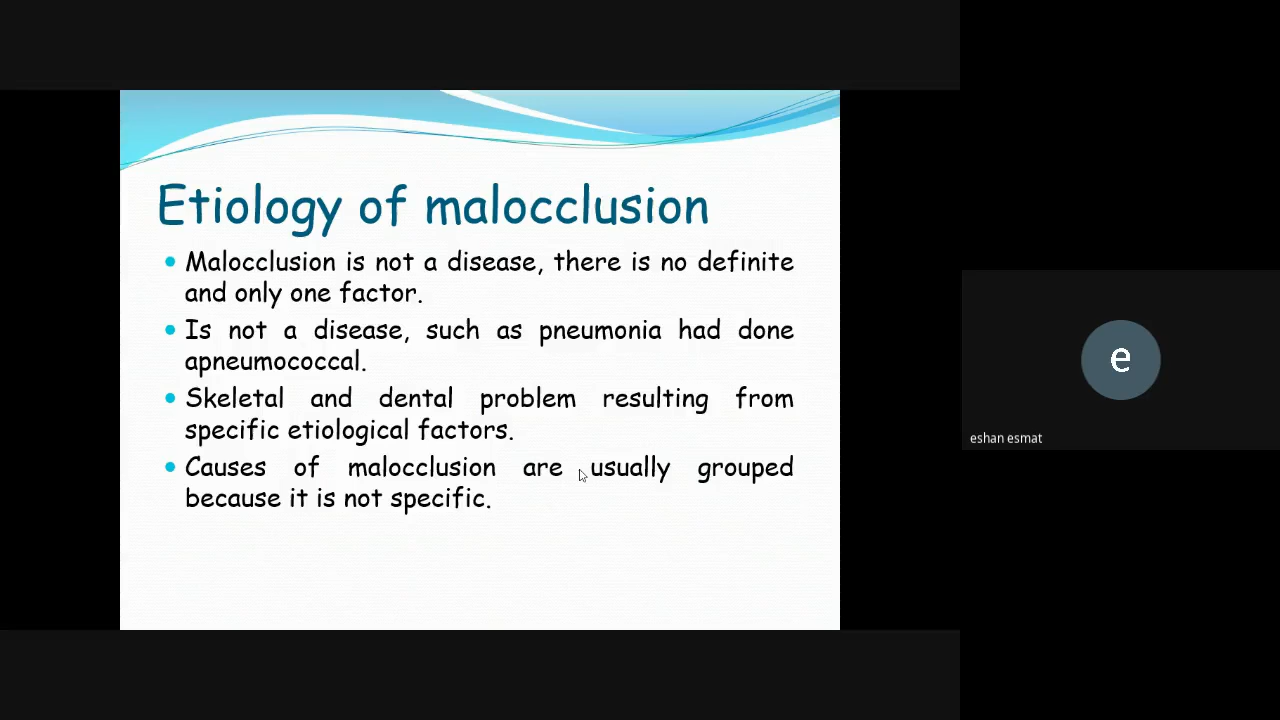 Etiology of malocclusion
• Malocclusion is not a disease, there is no definite
and only one factor.
• Is not a disease, such as pneumonia had done
apneumococcal.
• Skeletal and dental problem resulting from
specific etiological factors.
• Causes of malocclusion are usually grouped
because it is not specific.
e
eshan esmat